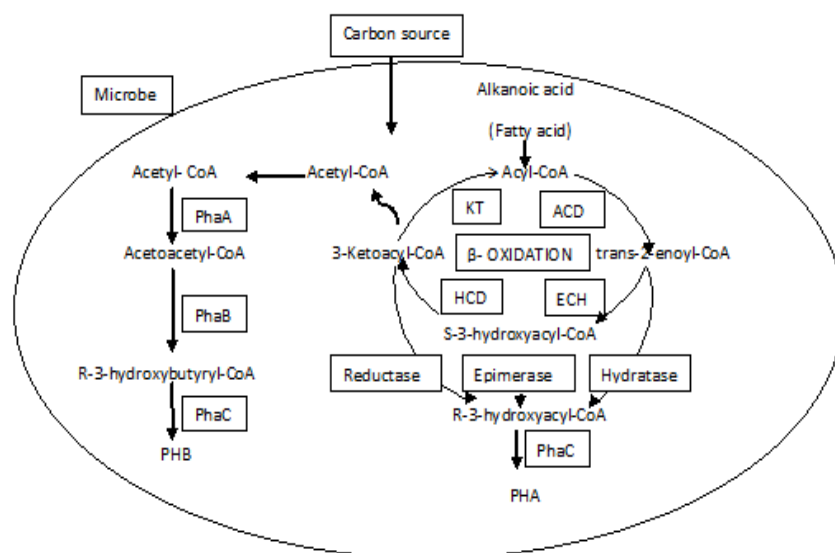 Carbon source
Microbe
Alkanoic acid
(Fatty acid)
Acetyl- CoA
Acetyl-CoA
Acyl-CoA
PhaA
KT
ACD
Acetoacetyl-CoA
3-Ketoacyl-CoA
β- OXIDATION
trans-2-enoyl-CoA
PhaB
HCD
ECH
S-3-hydroxyacyl-CoA
R-3-hydroxybutyryl-CoA
Reductase
Epimerase
Hydratase
PhaC
R-3-hydroxyacyl-CoA
PHB
PhaC
PHA